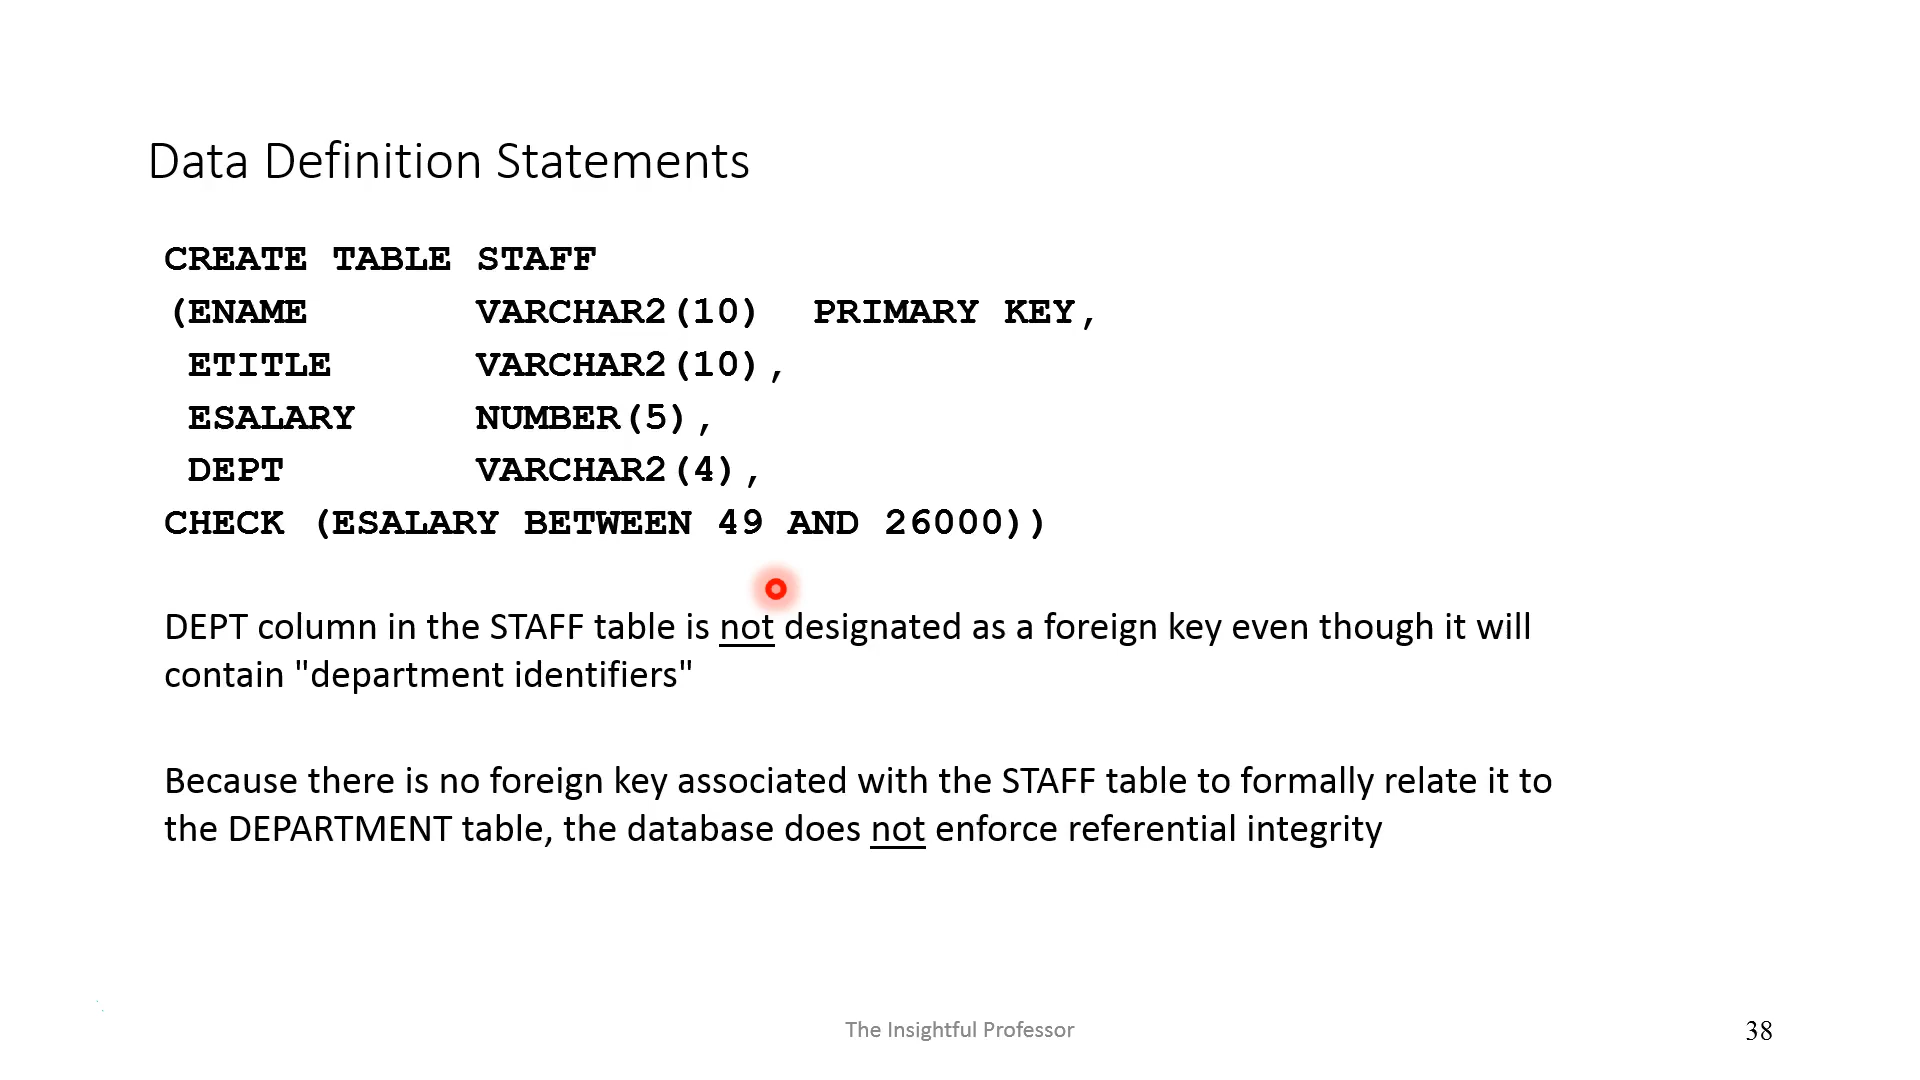 Data Definition Statements
CREATE TABLE STAFF
(ENAME VARCHAR2(10) PRIMARY KEY,
ETITLE VARCHAR2(10),
ESALARY NUMBER(5),
DEPT VARCHAR2(4),
CHECK (ESALARY BETWEEN 49 AND 26000))
DEPT column in the STAFF table is not designated as a foreign key even though it will
contain "department identifiers"
Because there is no foreign key associated with the STAFF table to formally relate it to
the DEPARTMENT table, the database does not enforce referential integrity
The Insightful Professor
38